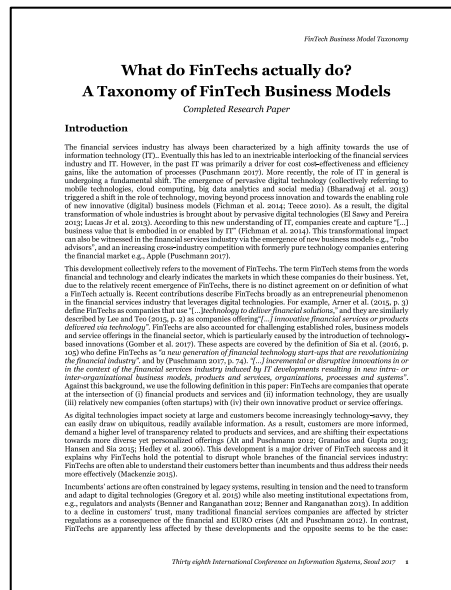 FinTech Business Model Taxonomy
What do FinTechs actually do?
A Taxonomy of FinTech Business Models
Completed Research Paper
Introduction
The financial services industry has always been characterized by a high affinity towards the use of
information technology (IT).. Eventually this has led to an inextricable interlocking of the financial services
industry and IT. However, in the past IT was primarily a driver for cost-effectiveness and efficiency
gains, like the automation of processes (Puschmann 2017). More recently, the role of IT in general is
undergoing a fundamental shift. The emergence of pervasive digital technology (collectively referring to
mobile technologies, cloud computing, big data analytics and social media) (Bharadwaj et al. 2013)
triggered a shift in the role of technology, moving beyond process innovation and towards the enabling role
of new innovative (digital) business models (Fichman et al. 2014; Teece 2010). As a result, the digital
transformation of whole industries is brought about by pervasive digital technologies (El Sawy and Pereira
2013; Lucas Jr et al. 2013). According to this new understanding of IT, companies create and capture "[...]
business value that is embodied in or enabled by IT" (Fichman et al. 2014). This transformational impact
can also be witnessed in the financial services industry via the emergence of new business models e.g., "robo
advisors", and an increasing cross-industry competition with formerly pure technology companies entering
the financial market e.g., Apple (Puschmann 2017).
This development collectively refers to the movement of FinTechs. The term FinTech stems from the words
financial and technology and clearly indicates the markets in which these companies do their business. Yet,
due to the relatively recent emergence of FinTechs, there is no distinct agreement on or definition of what
a FinTech actually is. Recent contributions describe FinTechs broadly as an entrepreneurial phenomenon
in the financial services industry that leverages digital technologies. For example, Arner et al. (2015, p. 3)
define FinTechs as companies that use "[...]technology to deliver financial solutions," and they are similarly
described by Lee and Teo (2015, p. 2) as companies offering"[...] innovative financial services or products
delivered via technology". FinTechs are also accounted for challenging established roles, business models
and service offerings in the financial sector, which is particularly caused by the introduction of technology-
based innovations (Gomber et al. 2017). These aspects are covered by the definition of Sia et al. (2016, p.
105) who define FinTechs as "a new generation of financial technology start-ups that are revolutionizing
the financial industry". and by (Puschmann 2017, p. 74). "[...] incremental or disruptive innovations in or
in the context of the financial services industry induced by IT developments resulting in new intra- or
inter-organizational business models, products and services, organizations, processes and systems".
Against this background, we use the following definition in this paper: FinTechs are companies that operate
at the intersection of (i) financial products and services and (ii) information technology, they are usually
(iii) relatively new companies (often startups) with (iv) their own innovative product or service offerings.
As digital technologies impact society at large and customers become increasingly technology-savvy, they
can easily draw on ubiquitous, readily available information. As a result, customers are more informed,
demand a higher level of transparency related to products and services, and are shifting their expectations
towards more diverse yet personalized offerings (Alt and Puschmann 2012; Granados and Gupta 2013;
Hansen and Sia 2015; Hedley et al. 2006). This development is a major driver of FinTech success and it
explains why FinTechs hold the potential to disrupt whole branches of the financial services industry:
FinTechs are often able to understand their customers better than incumbents and thus address their needs
more effectively (Mackenzie 2015).
Incumbents' actions are often constrained by legacy systems, resulting in tension and the need to transform
and adapt to digital technologies (Gregory et al. 2015) while also meeting institutional expectations from,
e.g., regulators and analysts (Benner and Ranganathan 2012; Benner and Ranganathan 2013). In addition
to a decline in customers' trust, many traditional financial services companies are affected by stricter
regulations as a consequence of the financial and EURO crises (Alt and Puschmann 2012). In contrast,
FinTechs are apparently less affected by these developments and the opposite seems to be the case:
Thirty eighth International Conference on Information Systems, Seoul 2017 1